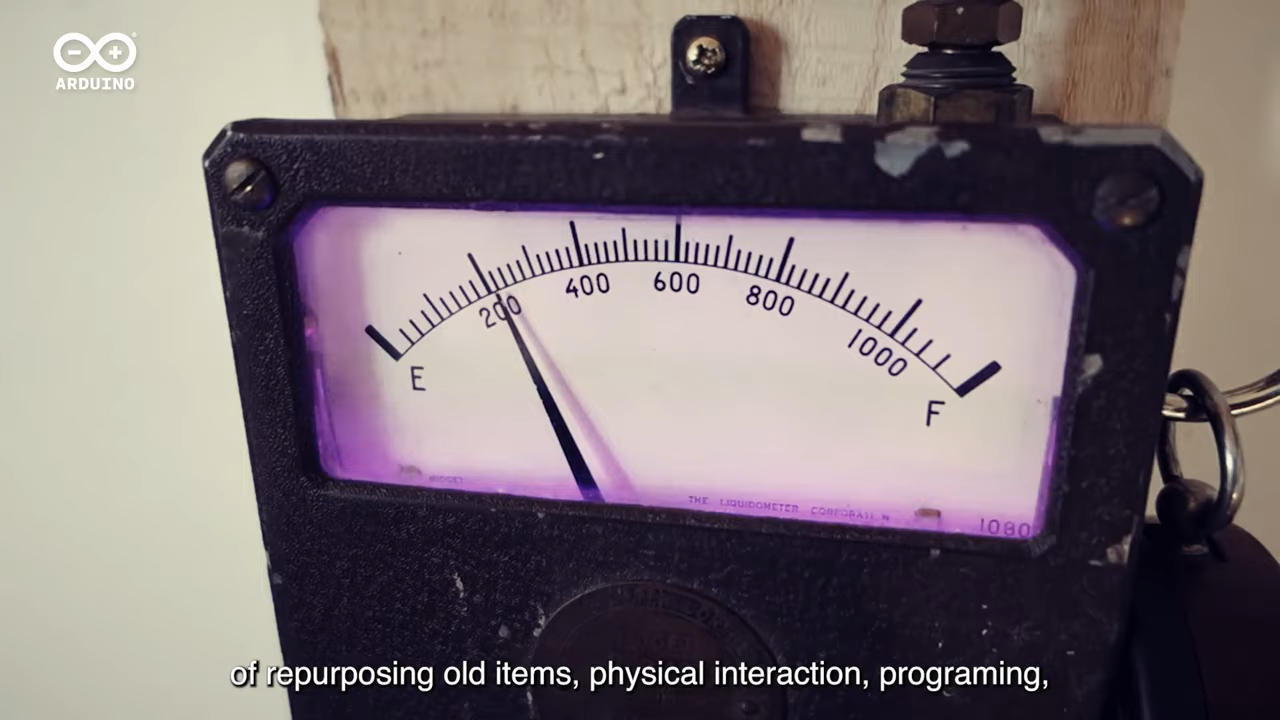 ARDUINO
200 400 600 800 1000
E F
THE LIQUIDOMETER
1080
of repurposing old items, physical interaction, programing,